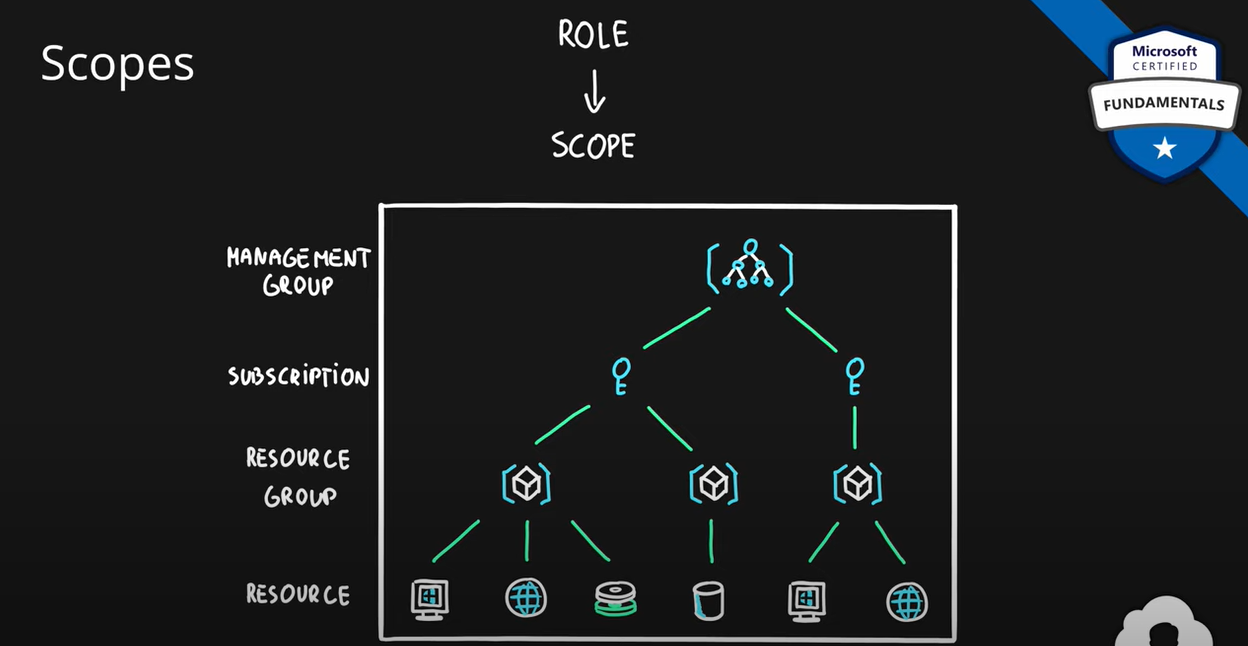 Scopes
ROLE
SCOPE
Microsoft
CERTIFIED
FUNDAMENTALS
MANAGEMENT
GROUP
SUBSCRIPTION
RESOURCE
GROUP
RESOURCE